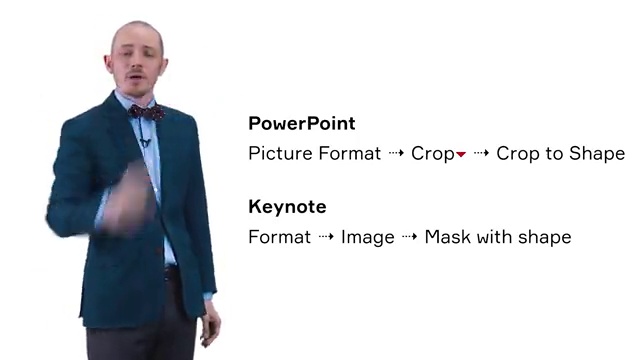 PowerPoint
Picture Format ⇢ Crop▾ ⇢ Crop to Shape
Keynote
Format ⇢ Image ⇢ Mask with shape